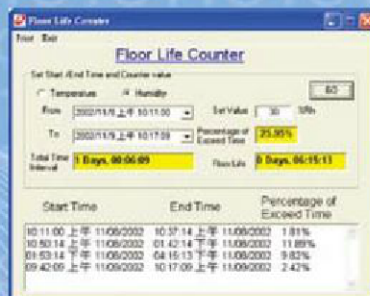 Floor Life Counter
Print Exit
Floor Life Counter
Set Start /End Time and Counter value
Temperature Humidity
GO
From 2002/11/8 上午 10:11:00 Set Value 30 %Rh
To 2002/11/9 上午 10:17:09 Percentage of Exceed Time 25.95%
Total Time Interval 1 Days, 00:06:09 Floor Life 0 Days, 06:15:13
Start Time End Time Percentage of Exceed Time
10:11:00 上午 11/08/2002 10:37:14 上午 11/08/2002 1.81%
10:50:14 上午 11/08/2002 01:42:14 下午 11/08/2002 11.89%
01:53:14 下午 11/08/2002 04:15:13 下午 11/08/2002 9.82%
09:42:09 上午 11/09/2002 10:17:09 上午 11/09/2002 2.42%